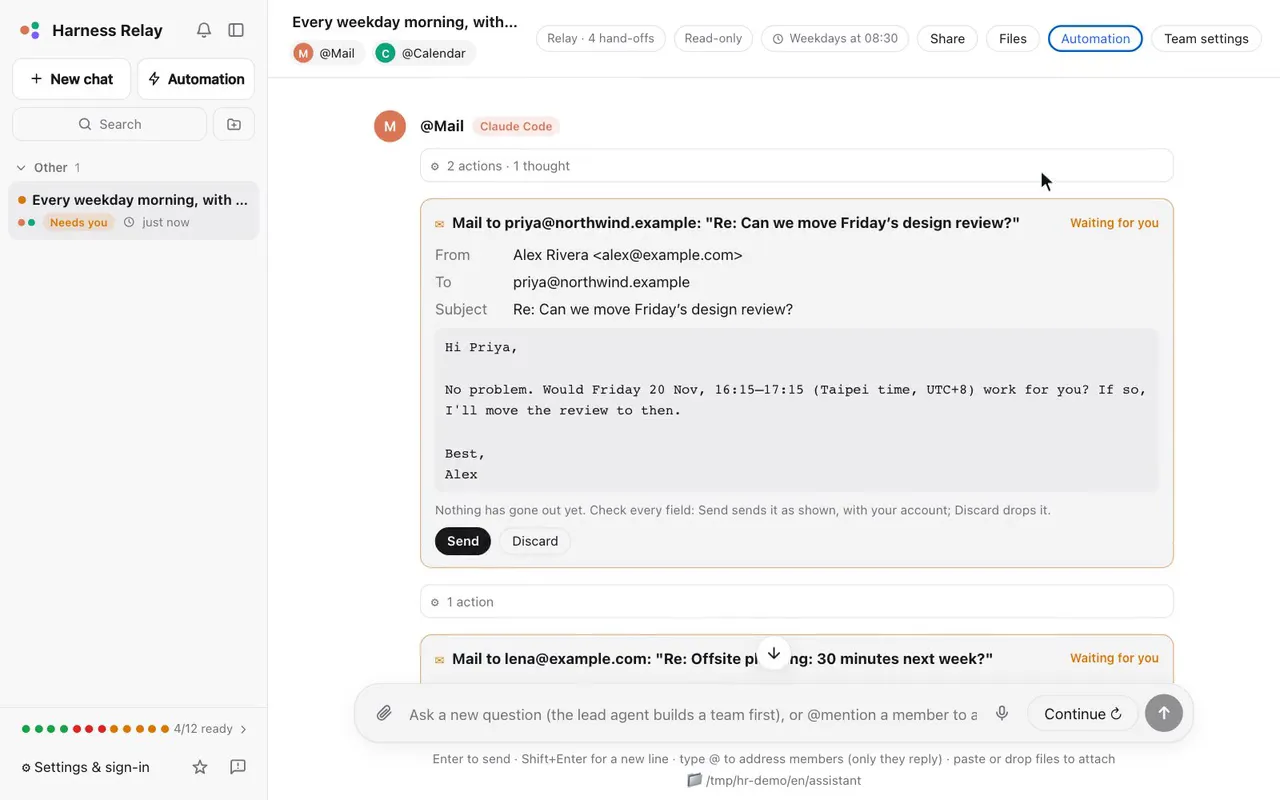 Harness Relay
+ New chat
Automation
Search
Other 1
Every weekday morning, with ...
Needs you
just now
4/12 ready
Settings & sign-in
Every weekday morning, with...
M @Mail
C @Calendar
Relay · 4 hand-offs
Read-only
Weekdays at 08:30
Share
Files
Automation
Team settings
M
@Mail
Claude Code
2 actions · 1 thought
Mail to priya@northwind.example: "Re: Can we move Friday’s design review?"
Waiting for you
From Alex Rivera <alex@example.com>
To priya@northwind.example
Subject Re: Can we move Friday’s design review?
Hi Priya,
No problem. Would Friday 20 Nov, 16:15–17:15 (Taipei time, UTC+8) work for you? If so,
I'll move the review to then.
Best,
Alex
Nothing has gone out yet. Check every field: Send sends it as shown, with your account; Discard drops it.
Send
Discard
1 action
Mail to lena@example.com: "Re: Offsite pl ng: 30 minutes next week?"
Waiting for you
Ask a new question (the lead agent builds a team first), or @mention a member to a
Continue
Enter to send · Shift+Enter for a new line · type @ to address members (only they reply) · paste or drop files to attach
/tmp/hr-demo/en/assistant